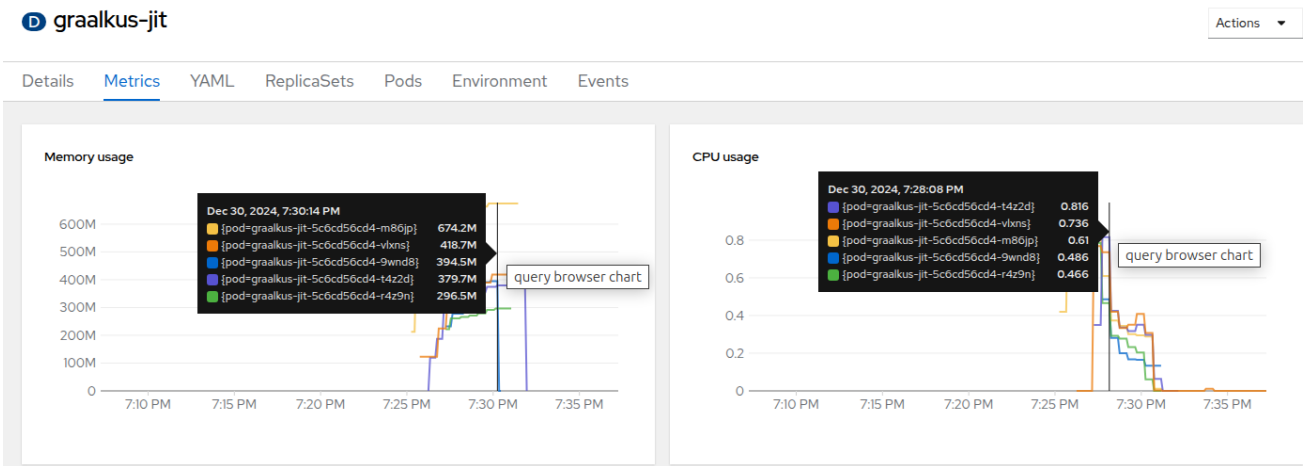 D graalkus-jit
Actions
Details Metrics YAML ReplicaSets Pods Environment Events
Memory usage
Dec 30, 2024, 7:30:14 PM
{pod=graalkus-jit-5c6cd56cd4-m86jp} 674.2M
{pod=graalkus-jit-5c6cd56cd4-vlxns} 418.7M
{pod=graalkus-jit-5c6cd56cd4-9wnd8} 394.5M
{pod=graalkus-jit-5c6cd56cd4-t4z2d} 379.7M
{pod=graalkus-jit-5c6cd56cd4-r4z9n} 296.5M
query browser chart
600M
500M
400M
300M
200M
100M
0
7:10 PM 7:15 PM 7:20 PM 7:25 PM 7:30 PM 7:35 PM
CPU usage
Dec 30, 2024, 7:28:08 PM
{pod=graalkus-jit-5c6cd56cd4-t4z2d} 0.816
{pod=graalkus-jit-5c6cd56cd4-vlxns} 0.736
{pod=graalkus-jit-5c6cd56cd4-m86jp} 0.61
{pod=graalkus-jit-5c6cd56cd4-9wnd8} 0.486
{pod=graalkus-jit-5c6cd56cd4-r4z9n} 0.466
query browser chart
0.8
0.6
0.4
0.2
0
7:10 PM 7:15 PM 7:20 PM 7:25 PM 7:30 PM 7:35 PM